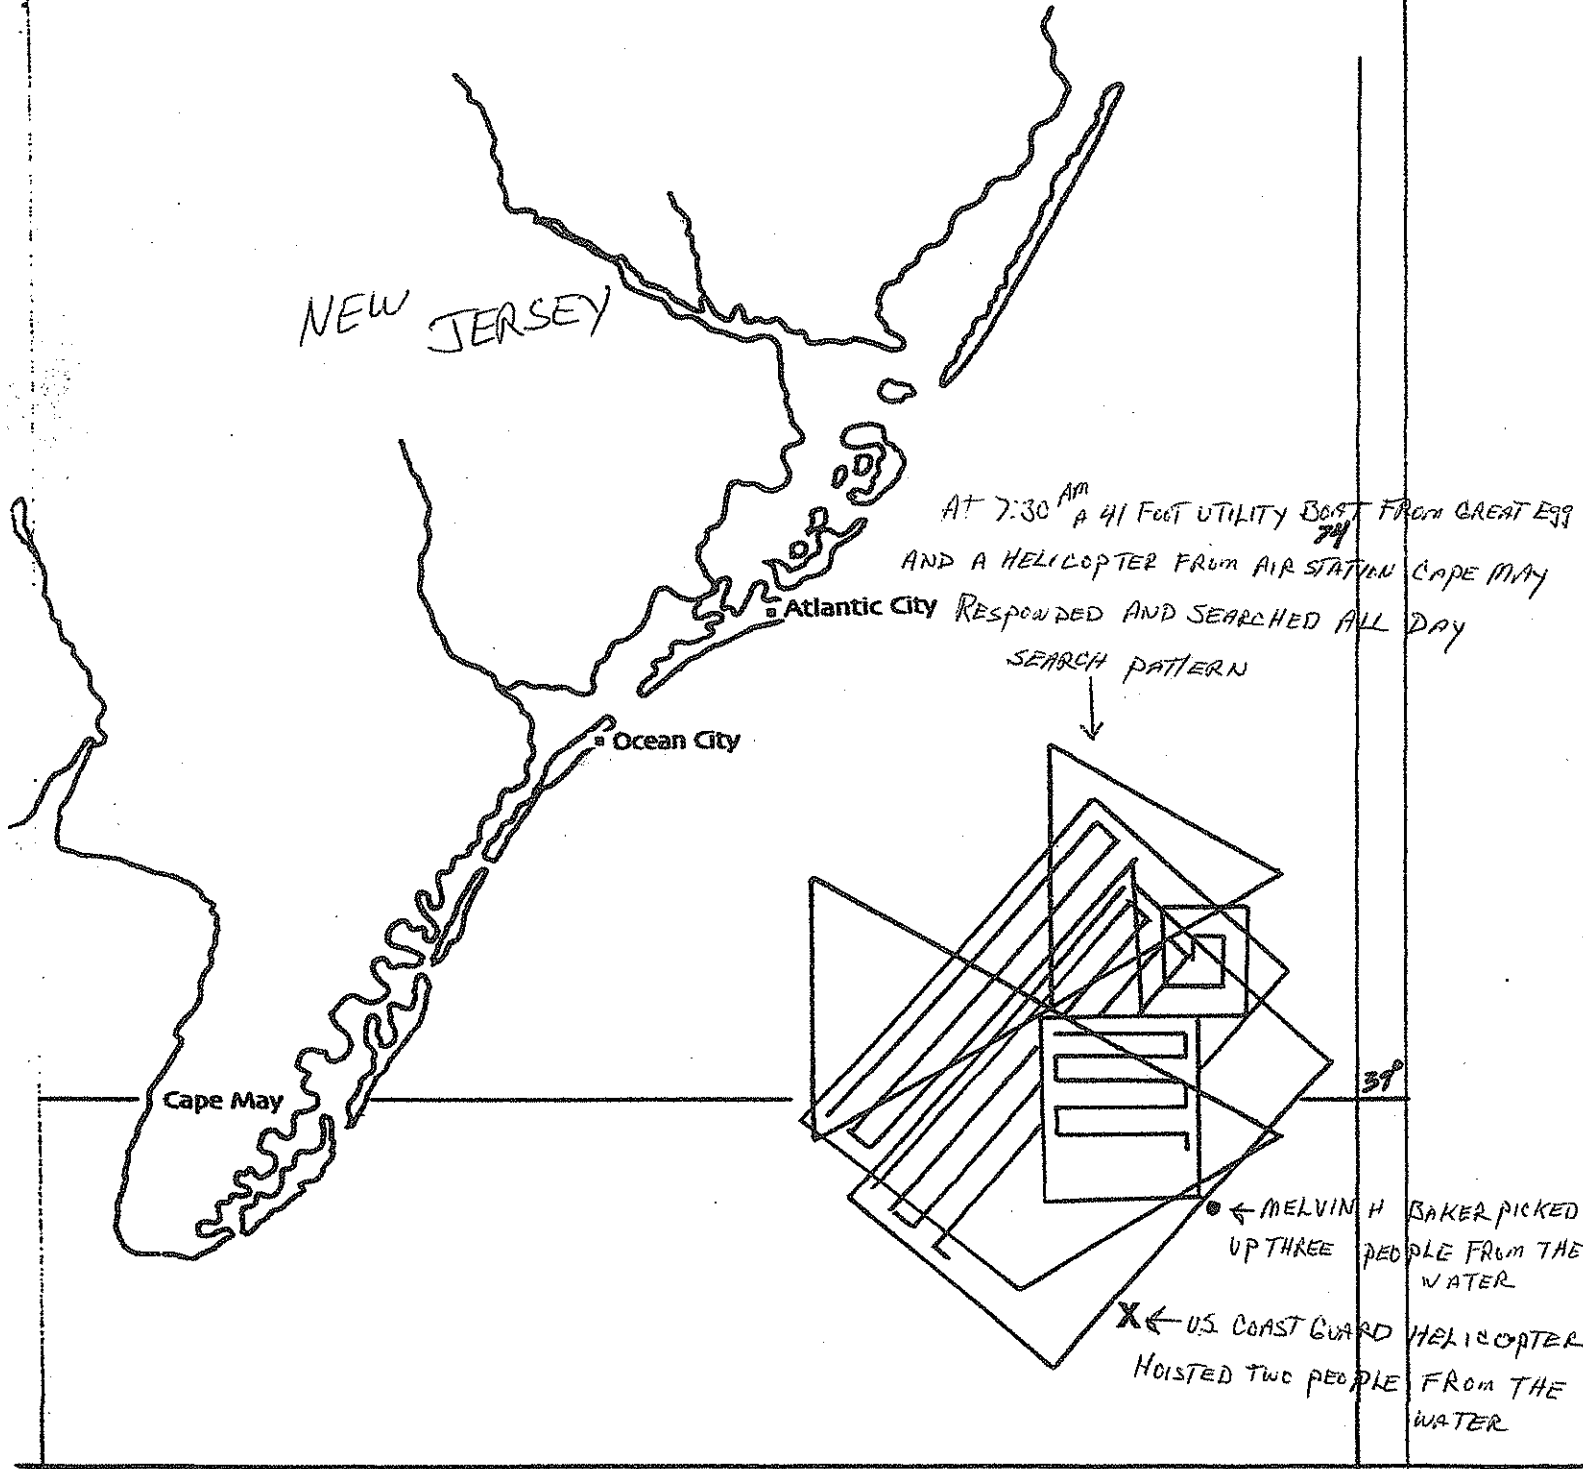 NEW JERSEY
At 7:30 AM A 41 FOOT UTILITY BOAT FROM GREAT Egg
74
AND A HELICOPTER FROM AIR STATION CAPE MAY
Atlantic City
RESPONDED AND SEARCHED ALL DAY
SEARCH PATTERN
Ocean City
39°
Cape May
MELVIN H BAKER PICKED
UP THREE PEOPLE FROM THE
WATER
X
U.S. COAST GUARD HELICOPTER
HOISTED TWO PEOPLE FROM THE
WATER